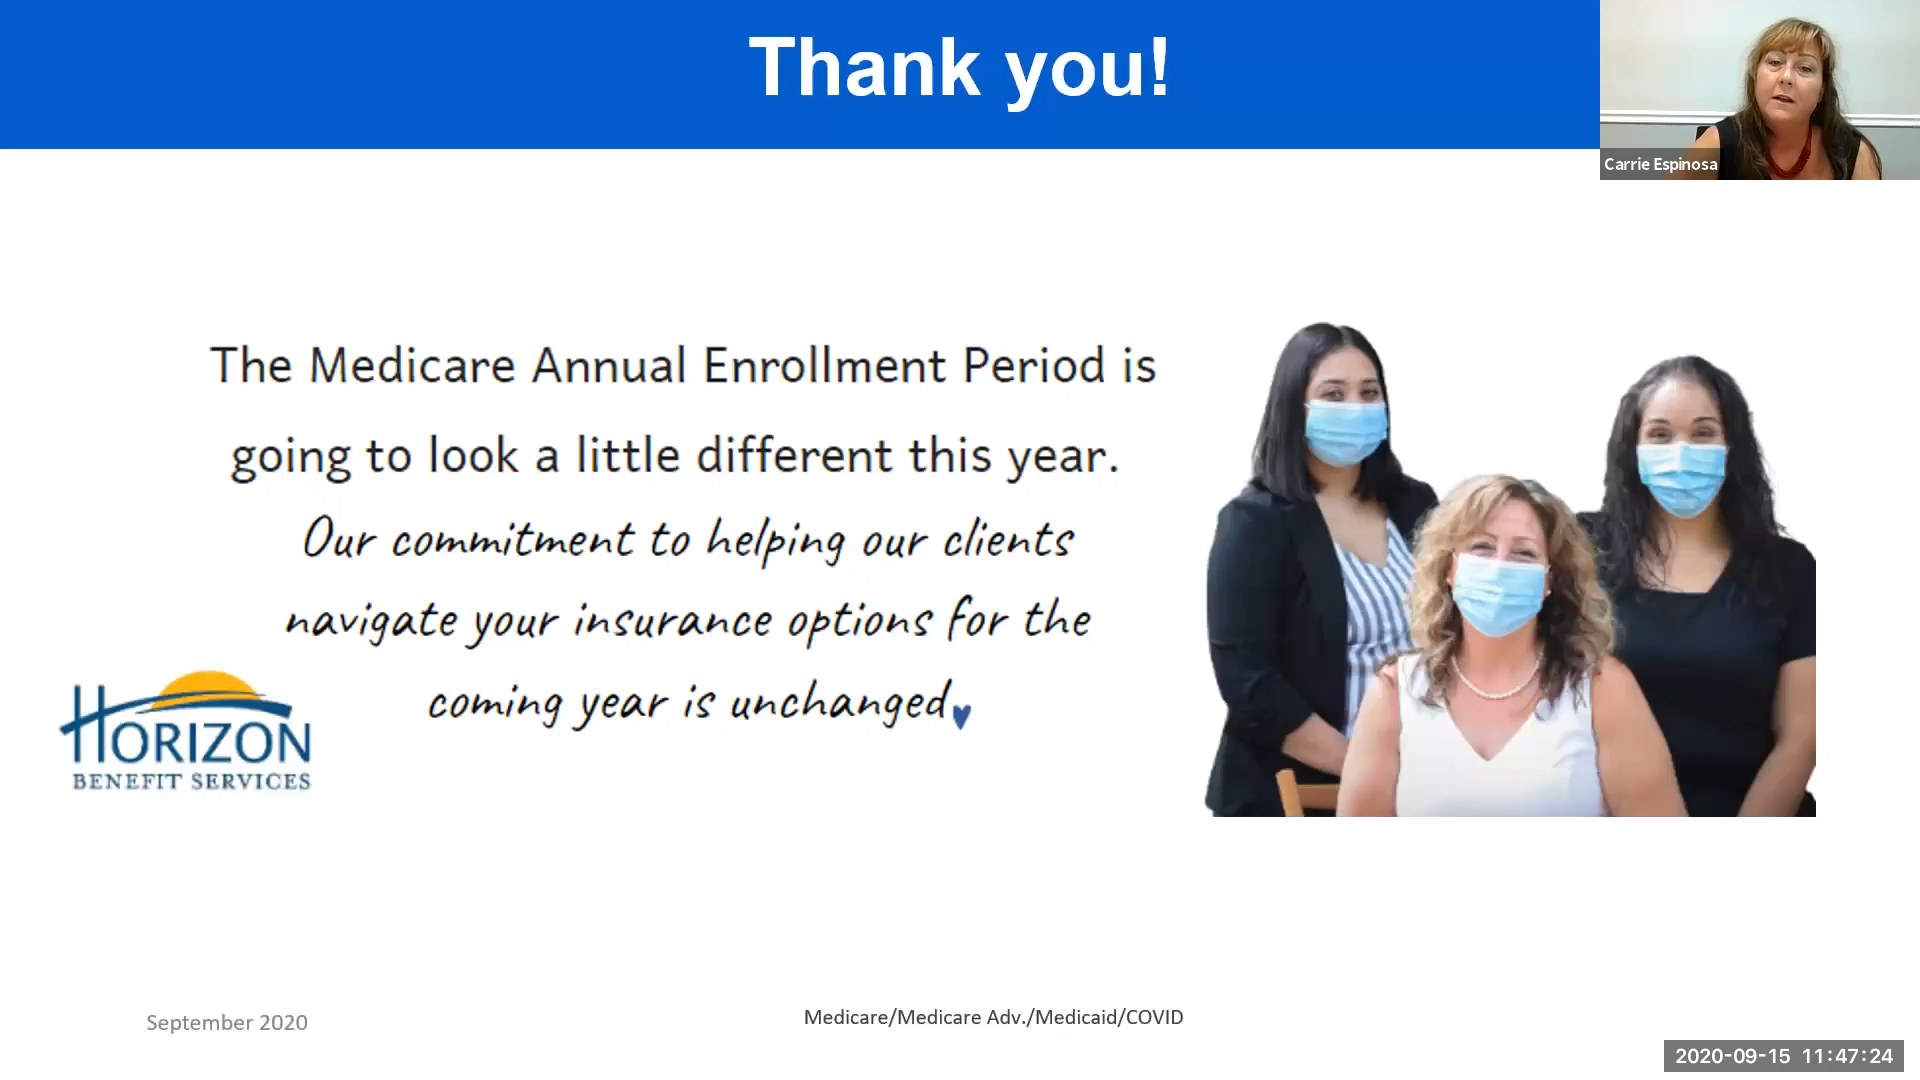 Thank you!
Carrie Espinosa
The Medicare Annual Enrollment Period is
going to look a little different this year.
Our commitment to helping our clients
navigate your insurance options for the
coming year is unchanged
HORIZON
BENEFIT SERVICES
September 2020
Medicare/Medicare Adv./Medicaid/COVID
2020-09-15 11:47:24